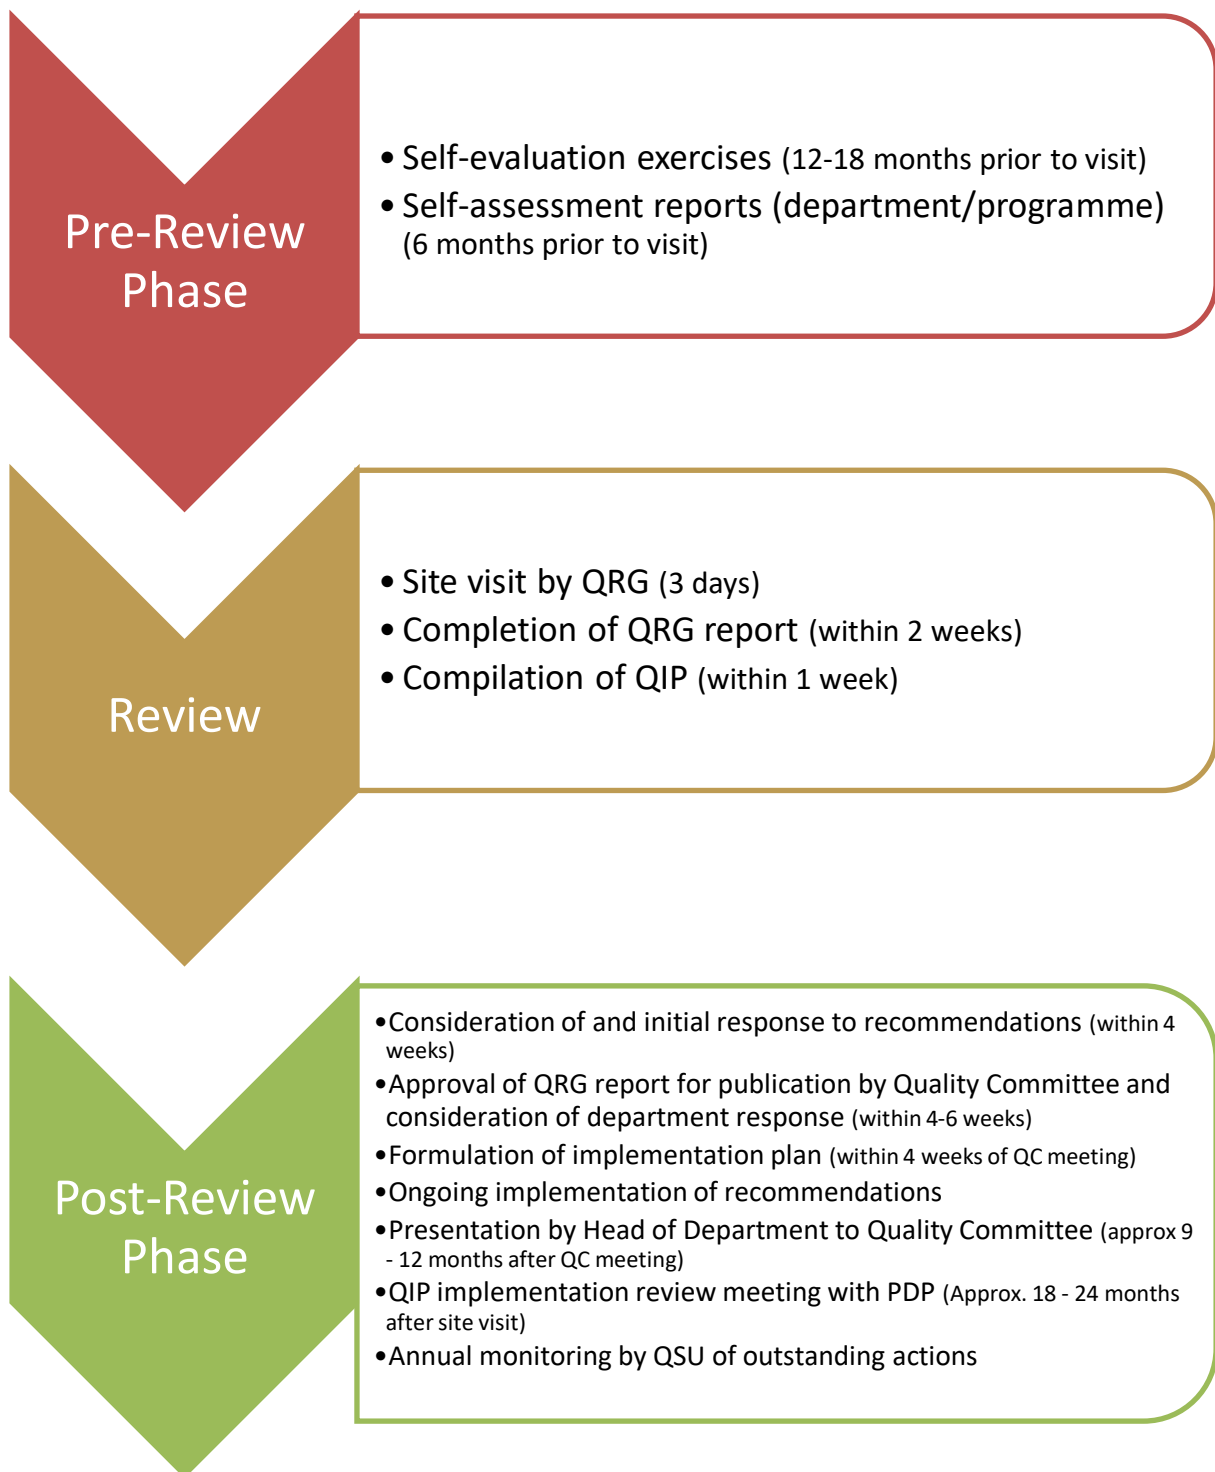 Pre-Review
Phase
• Self-evaluation exercises (12-18 months prior to visit)
• Self-assessment reports (department/programme)
(6 months prior to visit)
Review
• Site visit by QRG (3 days)
• Completion of QRG report (within 2 weeks)
• Compilation of QIP (within 1 week)
Post-Review
Phase
•Consideration of and initial response to recommendations (within 4
weeks)
•Approval of QRG report for publication by Quality Committee and
consideration of department response (within 4-6 weeks)
•Formulation of implementation plan (within 4 weeks of QC meeting)
•Ongoing implementation of recommendations
•Presentation by Head of Department to Quality Committee (approx 9
- 12 months after QC meeting)
•QIP implementation review meeting with PDP (Approx. 18 - 24 months
after site visit)
•Annual monitoring by QSU of outstanding actions